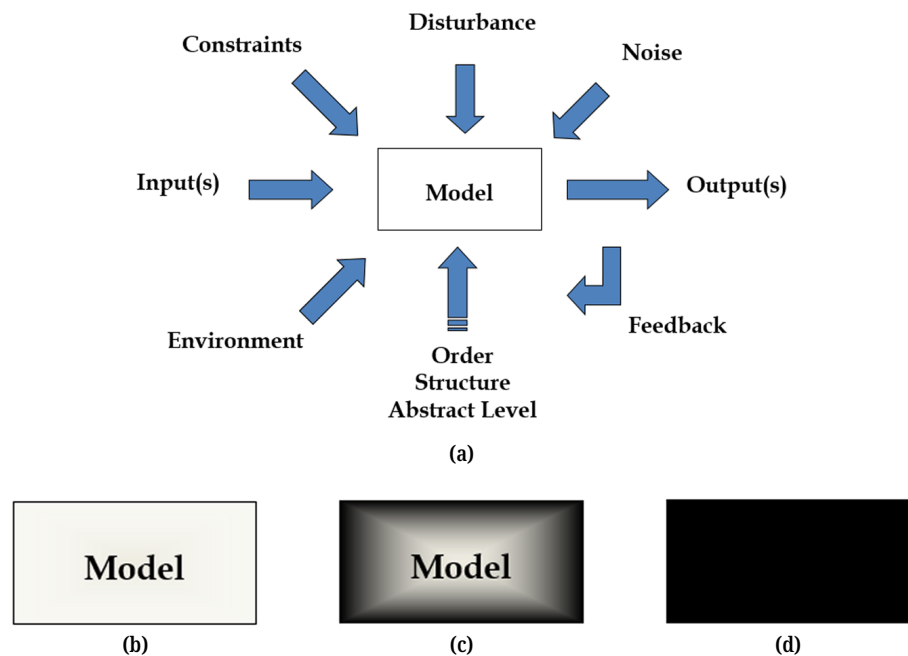 Disturbance
Constraints
Noise
Input(s)
Model
Output(s)
Environment
Feedback
Order
Structure
Abstract Level
(a)
Model
Model
(b)
(c)
(d)